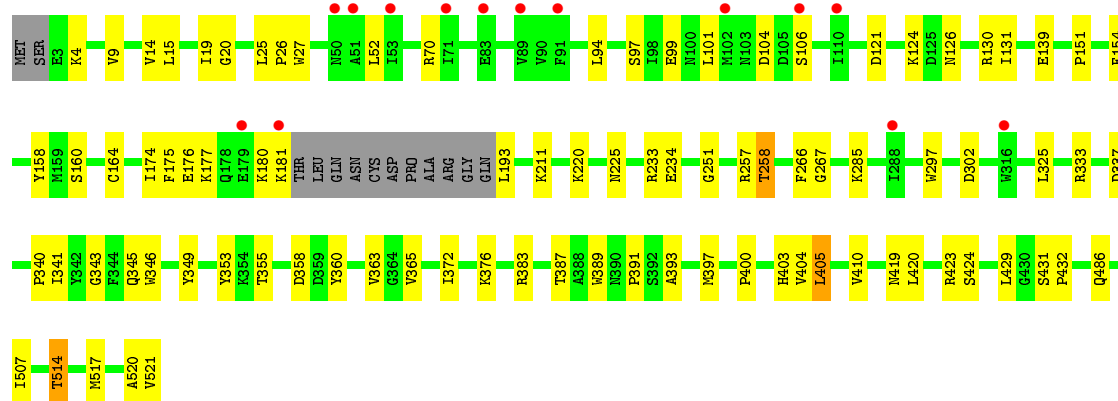 MET SER E3 K4 V9 V14 L15 I19 G20 L25 P26 W27 N50 A51 L52 I53 R70 I71 E83 V89 V90 F91 L94 S97 I98 E99 N100 L101 M102 N103 D104 D105 S106 I110 D121 K124 D125 N126 R130 I131 E139 P151
Y158 M159 S160 C164 I174 F175 E176 K177 Q178 E179 K180 K181 THR LEU GLN ASN CYS ASP PRO ALA ARG GLY GLN L193 K211 K220 N225 R233 E234 G251 R257 T258 F266 G267 K285 I288 W297 D302 W316 L325 R333
P340 I341 Y342 G343 F344 Q345 W346 Y349 Y353 K354 T355 D358 D359 Y360 V363 G364 V365 I372 K376 R383 T387 A388 W389 N390 P391 S392 A393 M397 P400 H403 V404 L405 V410 N419 L420 R423 S424 L429 G430 S431 P432 Q486
I507 T514 M517 A520 V521